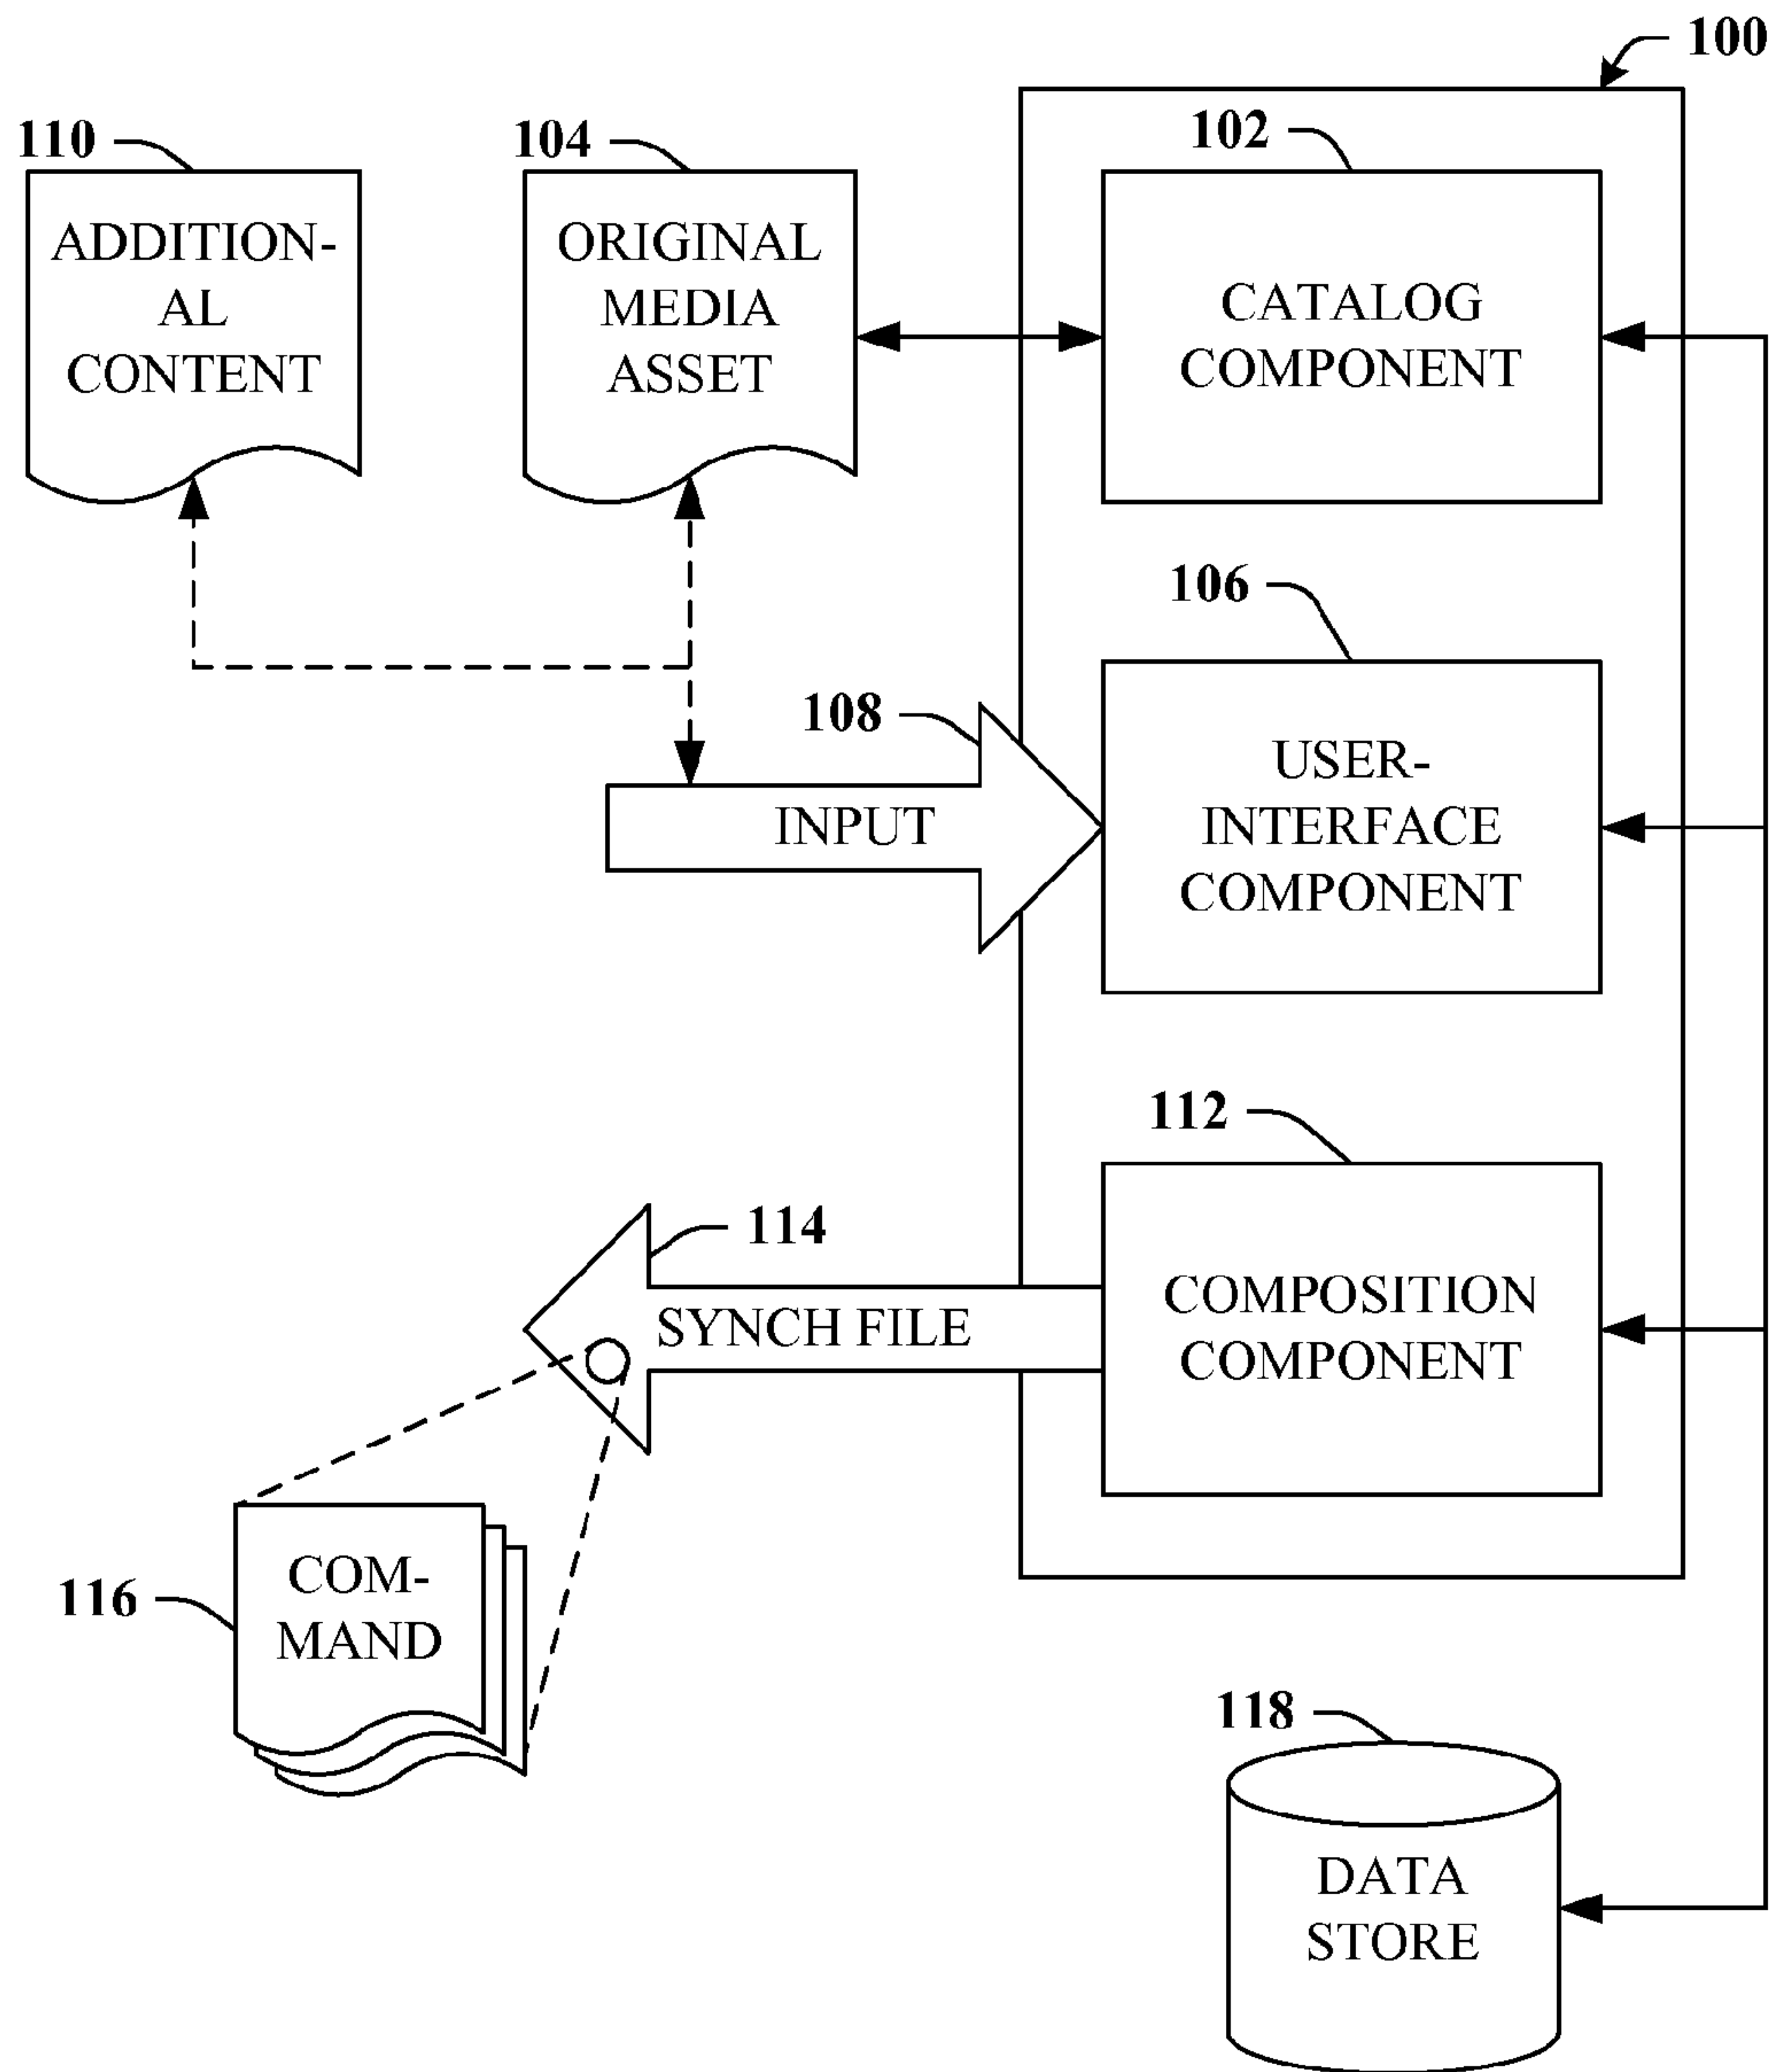 100
110
104
102
ADDITION-
AL
CONTENT
ORIGINAL
MEDIA
ASSET
CATALOG
COMPONENT
106
108
INPUT
USER-
INTERFACE
COMPONENT
112
114
SYNCH FILE
COMPOSITION
COMPONENT
116
COM-
MAND
118
DATA
STORE